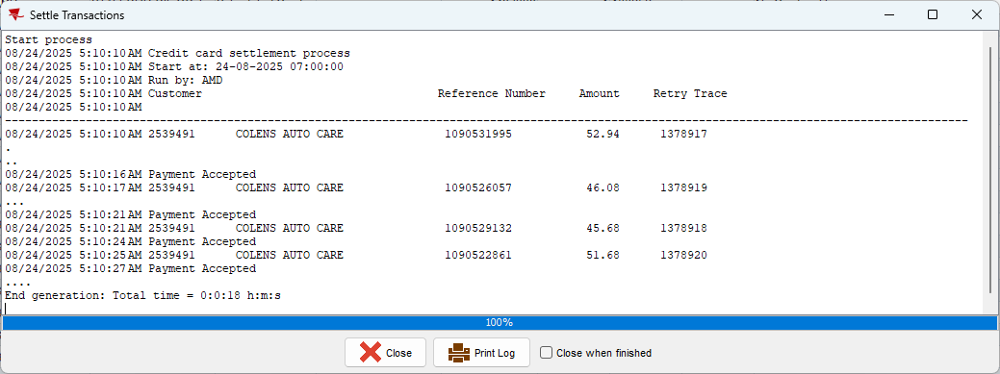 Settle Transactions
Start process
08/24/2025 5:10:10 AM Credit card settlement process
08/24/2025 5:10:10 AM Start at: 24-08-2025 07:00:00
08/24/2025 5:10:10 AM Run by: AMD
08/24/2025 5:10:10 AM Customer Reference Number Amount Retry Trace
08/24/2025 5:10:10 AM
-----------------------------------------------------------------------------------------------------------------------------------------------
08/24/2025 5:10:10 AM 2539491 COLENS AUTO CARE 1090531995 52.94 1378917
.
..
08/24/2025 5:10:16 AM Payment Accepted
08/24/2025 5:10:17 AM 2539491 COLENS AUTO CARE 1090526057 46.08 1378919
...
08/24/2025 5:10:21 AM Payment Accepted
08/24/2025 5:10:21 AM 2539491 COLENS AUTO CARE 1090529132 45.68 1378918
08/24/2025 5:10:24 AM Payment Accepted
08/24/2025 5:10:25 AM 2539491 COLENS AUTO CARE 1090522861 51.68 1378920
08/24/2025 5:10:27 AM Payment Accepted
....
End generation: Total time = 0:0:18 h:m:s
100%
Close Print Log Close when finished